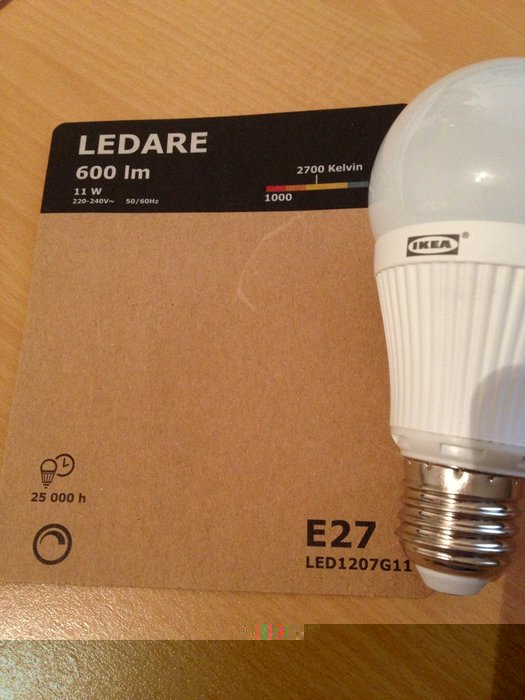 LEDARE
600 lm
11 W
220-240V~ 50/60Hz
2700 Kelvin
1000
IKEA®
25 000 h
E27
LED1207G11